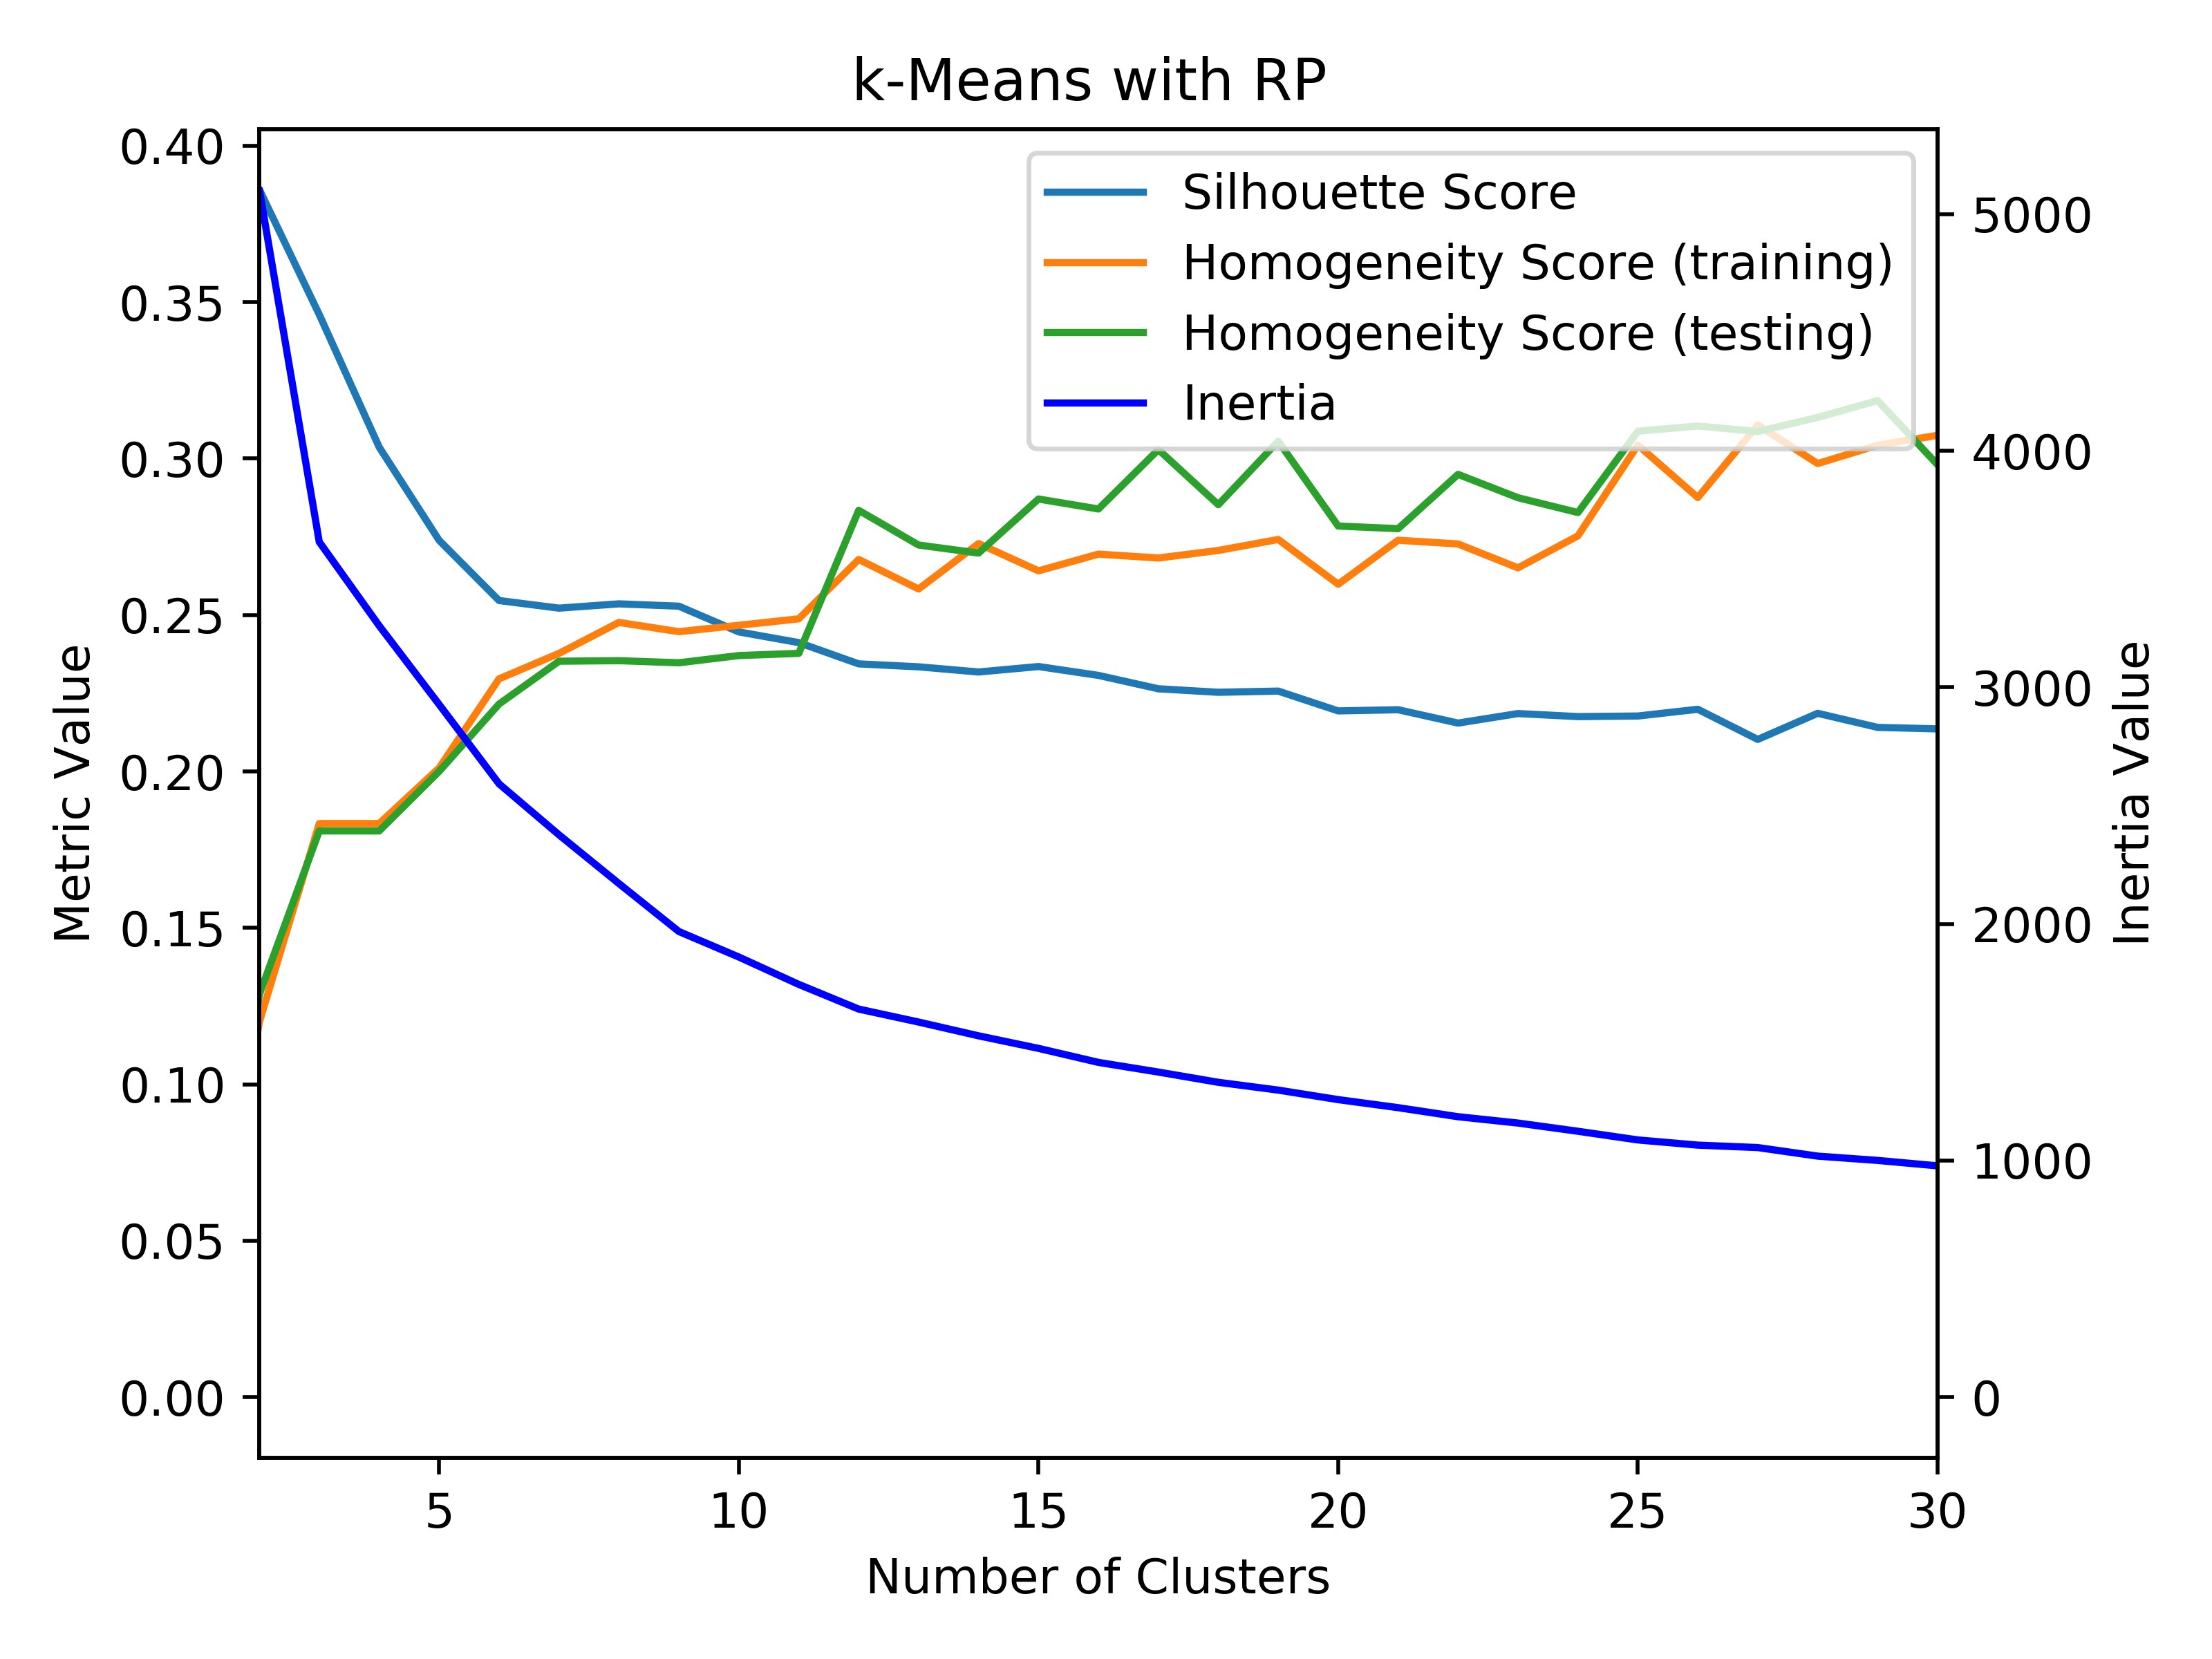 k-Means with RP
0.40
0.35
0.30
0.25
0.20
0.15
0.10
0.05
0.00
Metric Value
Silhouette Score
Homogeneity Score (training)
Homogeneity Score (testing)
Inertia
5000
4000
3000
2000
1000
0
Inertia Value
5 10 15 20 25 30
Number of Clusters